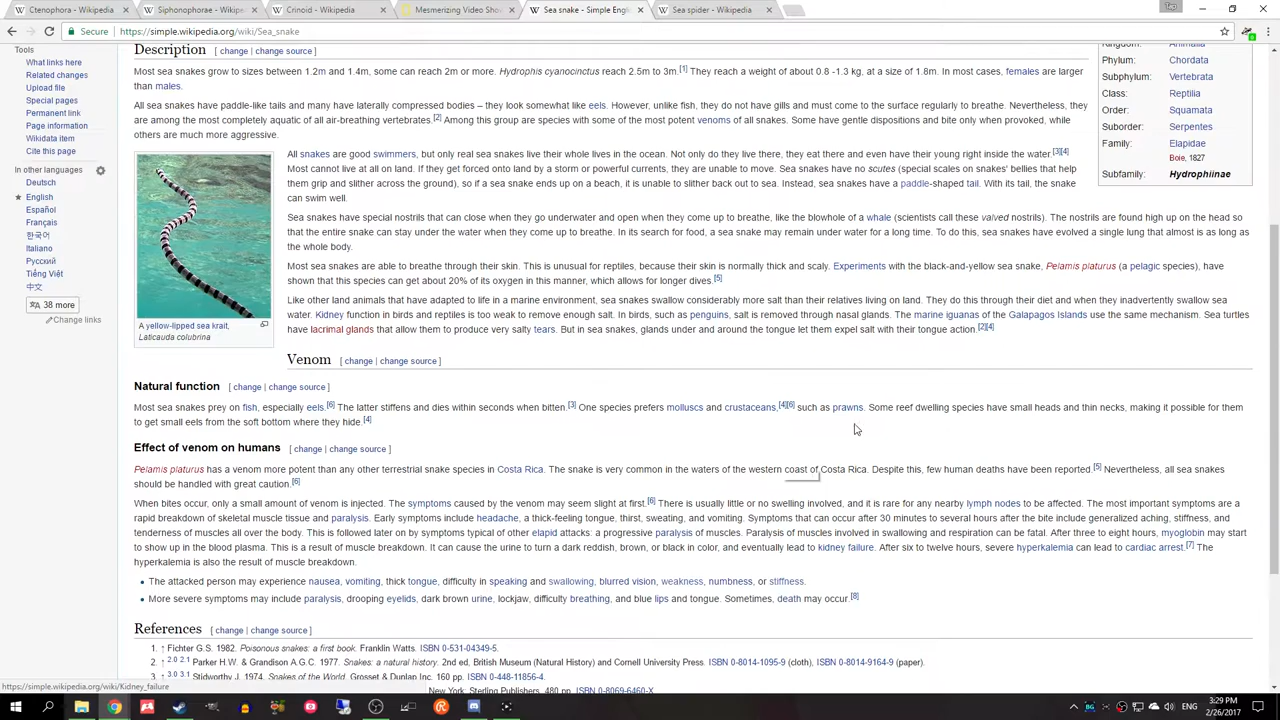 Ctenophora - Wikipedia
Siphonophorae - Wikip
Crinoid - Wikipedia
Mesmerizing Video Sho
Sea snake - Simple Engl
Sea spider - Wikipedia
Secure
https://simple.wikipedia.org/wiki/Sea_snake
Tools
What links here
Related changes
Upload file
Special pages
Permanent link
Page information
Wikidata item
Cite this page
In other languages
Deutsch
English
Español
Français
한국어
Italiano
Русский
Tiếng Việt
中文
38 more
Change links
Description [ change | change source ]
Most sea snakes grow to sizes between 1.2m and 1.4m, some can reach 2m or more. Hydrophis cyanocinctus reach 2.5m to 3m.[1] They reach a weight of about 0.8 -1.3 kg, at a size of 1.8m. In most cases, females are larger
than males.
All sea snakes have paddle-like tails and many have laterally compressed bodies – they look somewhat like eels. However, unlike fish, they do not have gills and must come to the surface regularly to breathe. Nevertheless, they
are among the most completely aquatic of all air-breathing vertebrates.[2] Among this group are species with some of the most potent venoms of all snakes. Some have gentle dispositions and bite only when provoked, while
others are much more aggressive.
All snakes are good swimmers, but only real sea snakes live their whole lives in the ocean. Not only do they live there, they eat there and even have their young right inside the water.[3][4]
Most cannot live at all on land. If they get forced onto land by a storm or powerful currents, they are unable to move. Sea snakes have no scutes (special scales on snakes' bellies that help
them grip and slither across the ground), so if a sea snake ends up on a beach, it is unable to slither back out to sea. Instead, sea snakes have a paddle-shaped tail. With its tail, the snake
can swim well.
Sea snakes have special nostrils that can close when they go underwater and open when they come up to breathe, like the blowhole of a whale (scientists call these valved nostrils). The nostrils are found high up on the head so
that the entire snake can stay under the water when they come up to breathe. In its search for food, a sea snake may remain under water for a long time. To do this, sea snakes have evolved a single lung that almost is as long as
the whole body.
Most sea snakes are able to breathe through their skin. This is unusual for reptiles, because their skin is normally thick and scaly. Experiments with the black-and-yellow sea snake, Pelamis platurus (a pelagic species), have
shown that this species can get about 20% of its oxygen in this manner, which allows for longer dives.[5]
Like other land animals that have adapted to life in a marine environment, sea snakes swallow considerably more salt than their relatives living on land. They do this through their diet and when they inadvertently swallow sea
water. Kidney function in birds and reptiles is too weak to remove enough salt. In birds, such as penguins, salt is removed through nasal glands. The marine iguanas of the Galapagos Islands use the same mechanism. Sea turtles
have lacrimal glands that allow them to produce very salty tears. But in sea snakes, glands under and around the tongue let them expel salt with their tongue action.[2][4]
A yellow-lipped sea krait,
Laticauda colubrina
Kingdom: Animalia
Phylum: Chordata
Subphylum: Vertebrata
Class: Reptilia
Order: Squamata
Suborder: Serpentes
Family: Elapidae
Boie, 1827
Subfamily: Hydrophiinae
Venom [ change | change source ]
Natural function [ change | change source ]
Most sea snakes prey on fish, especially eels.[6] The latter stiffens and dies within seconds when bitten.[3] One species prefers molluscs and crustaceans,[4][6] such as prawns. Some reef dwelling species have small heads and thin necks, making it possible for them
to get small eels from the soft bottom where they hide.[4]
Effect of venom on humans [ change | change source ]
Pelamis platurus has a venom more potent than any other terrestrial snake species in Costa Rica. The snake is very common in the waters of the western coast of Costa Rica. Despite this, few human deaths have been reported.[5] Nevertheless, all sea snakes
should be handled with great caution.[6]
When bites occur, only a small amount of venom is injected. The symptoms caused by the venom may seem slight at first.[6] There is usually little or no swelling involved, and it is rare for any nearby lymph nodes to be affected. The most important symptoms are a
rapid breakdown of skeletal muscle tissue and paralysis. Early symptoms include headache, a thick-feeling tongue, thirst, sweating, and vomiting. Symptoms that can occur after 30 minutes to several hours after the bite include generalized aching, stiffness, and
tenderness of muscles all over the body. This is followed later on by symptoms typical of other elapid attacks: a progressive paralysis of muscles. Paralysis of muscles involved in swallowing and respiration can be fatal. After three to eight hours, myoglobin may start
to show up in the blood plasma. This is a result of muscle breakdown. It can cause the urine to turn a dark reddish, brown, or black in color, and eventually lead to kidney failure. After six to twelve hours, severe hyperkalemia can lead to cardiac arrest.[7] The
hyperkalemia is also the result of muscle breakdown.
• The attacked person may experience nausea, vomiting, thick tongue, difficulty in speaking and swallowing, blurred vision, weakness, numbness, or stiffness.
• More severe symptoms may include paralysis, drooping eyelids, dark brown urine, lockjaw, difficulty breathing, and blue lips and tongue. Sometimes, death may occur.[8]
References [ change | change source ]
1. ↑ Fichter G.S. 1982. Poisonous snakes: a first book. Franklin Watts. ISBN 0-531-04349-5.
2. ↑ 2.0 2.1 Parker H.W. & Grandison A.G.C. 1977. Snakes: a natural history. 2nd ed, British Museum (Natural History) and Cornell University Press. ISBN 0-8014-1095-9 (cloth), ISBN 0-8014-9164-9 (paper).
3. ↑ 3.0 3.1 Stidworthy J. 1974. Snakes of the World. Grosset & Dunlap Inc. 160 pp. ISBN 0-448-11856-4.
New York, Sterling Publishers. 480 pp. ISBN 0-8069-6460-X
https://simple.wikipedia.org/wiki/Kidney_failure
ENG
3:29 PM
2/26/2017